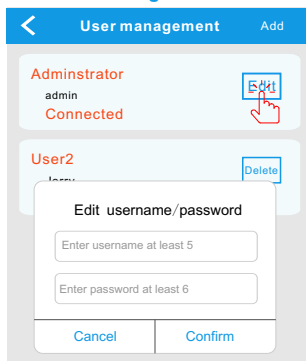 User management Add
Adminstrator
admin
Edit
Connected
User2
Delete
Edit username/password
Enter username at least 5
Enter password at least 6
Cancel Confirm